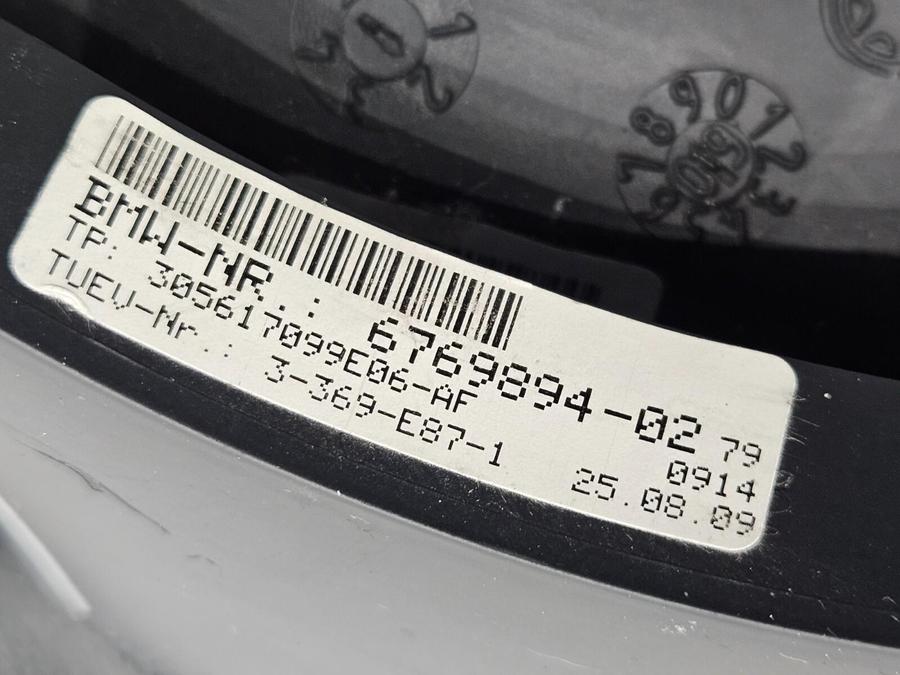 BMW-NR.: 6769894-02 79
TP: 305617099E06-AF 0914
TUEV-Nr.: 3-369-E87-1 25.08.09